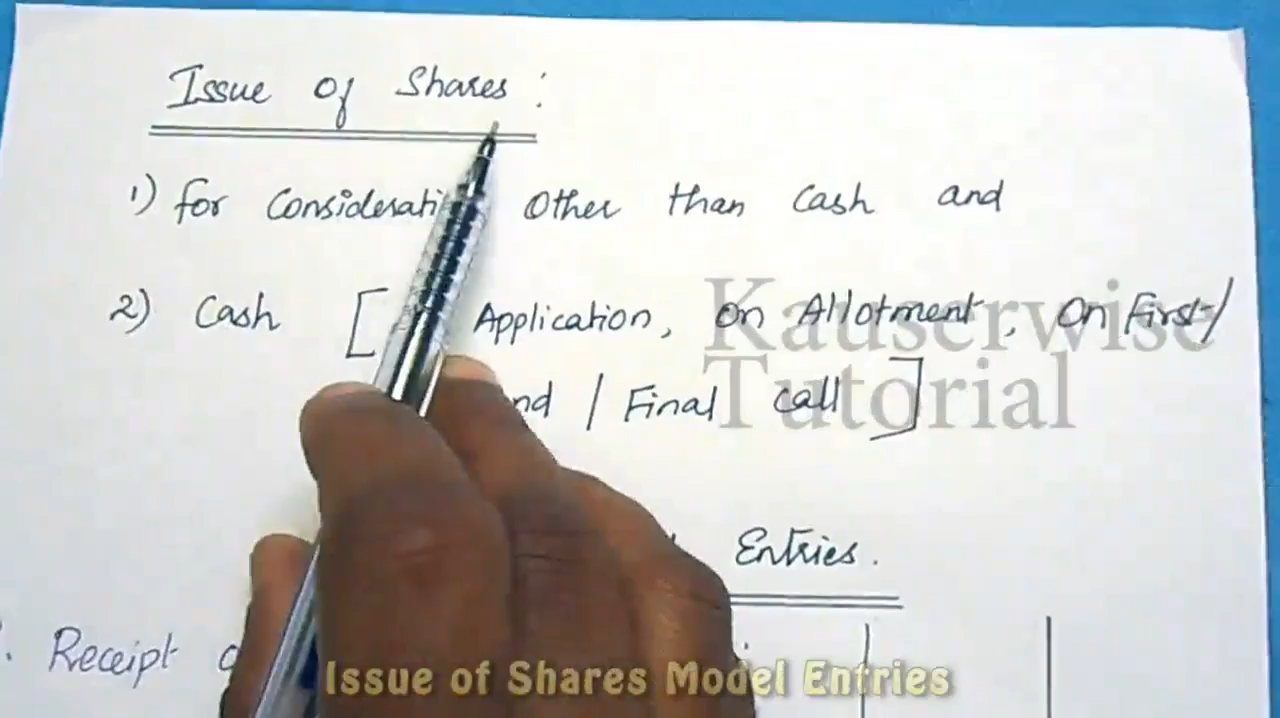 Issue Of Shares :
1) For Considerati Other than Cash and
2) Cash [ Application, On Allotment, On First/
nd / Final Call ]
Kauserwise
Tutorial
Entries.
Receipt
Issue of Shares Model Entries